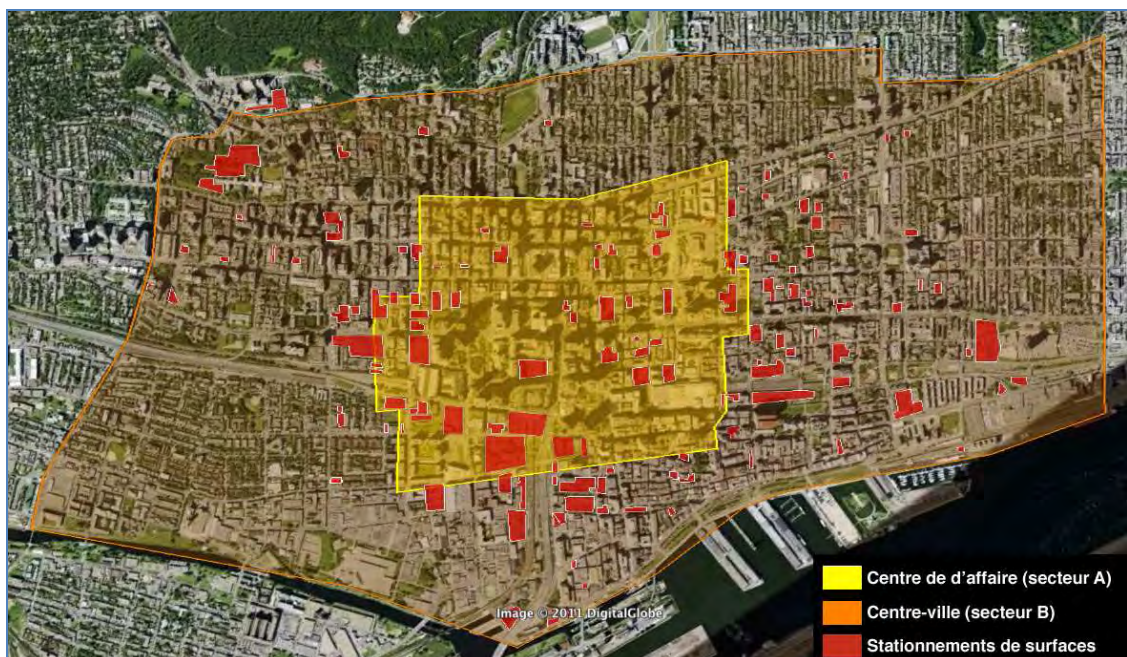 Image © 2011 DigitalGlobe
Centre de d'affaire (secteur A)
Centre-ville (secteur B)
Stationnements de surfaces